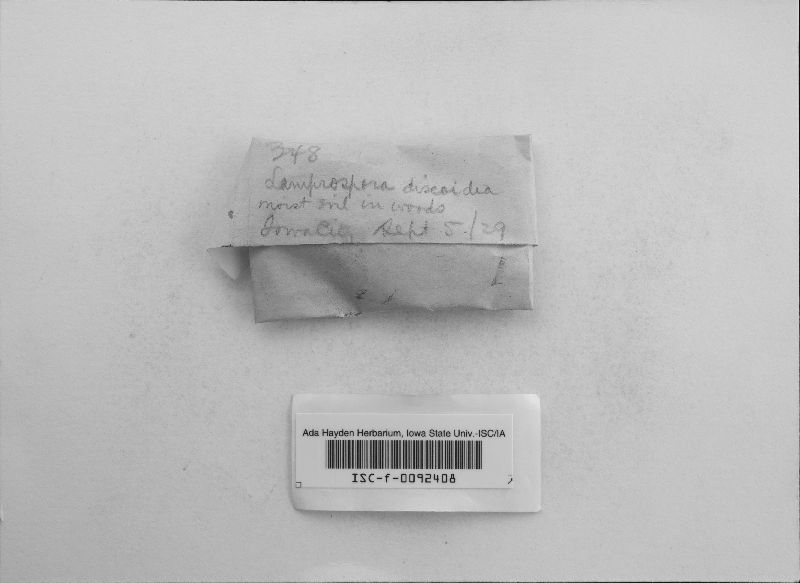 348
Lamprospora discoidea
moist soil in woods
Iowa City Sept 5/29
Ada Hayden Herbarium, Iowa State Univ.-ISC/IA
ISC-f-0092408